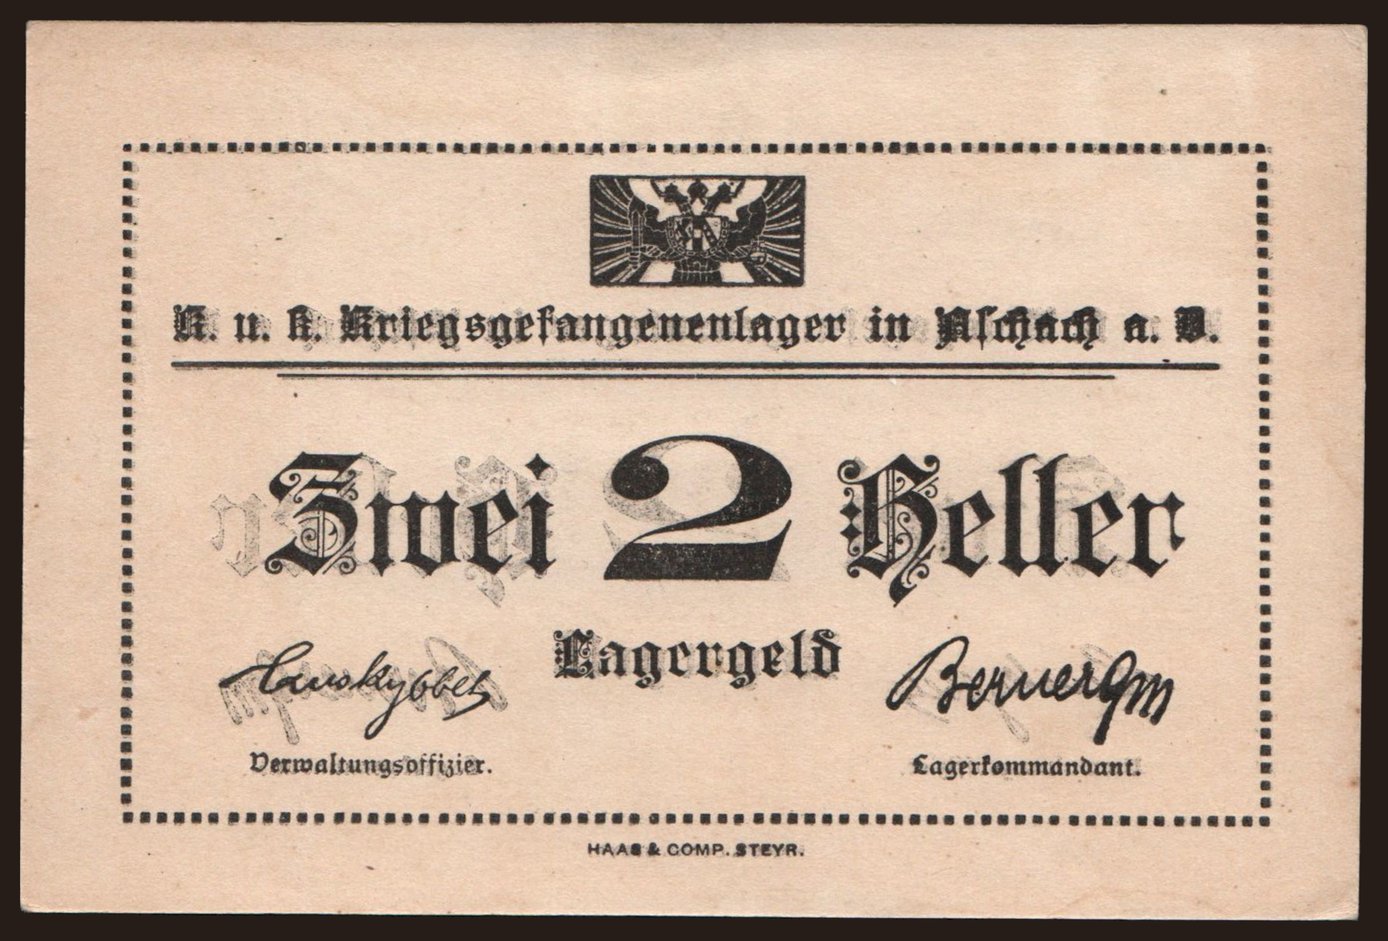 K. u. k. Kriegsgefangenenlager in Aschach a. D.
Zwei 2 Heller
Lagergeld
Verwaltungsoffizier. Lagerkommandant.
HAAS & COMP. STEYR.